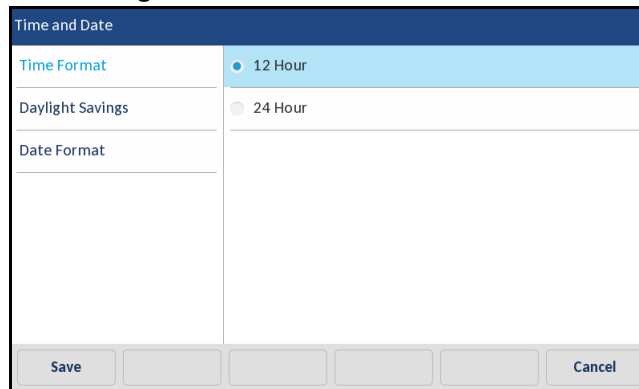 Time and Date
Time Format
12 Hour
Daylight Savings
24 Hour
Date Format
Save
Cancel